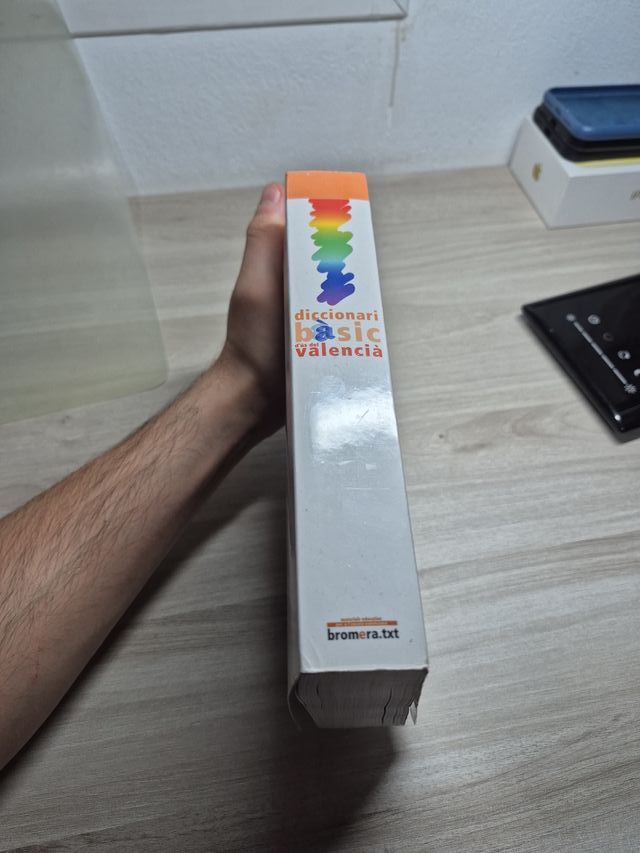 diccionari
bàsic
d'ús del
valencià
bromera.txt